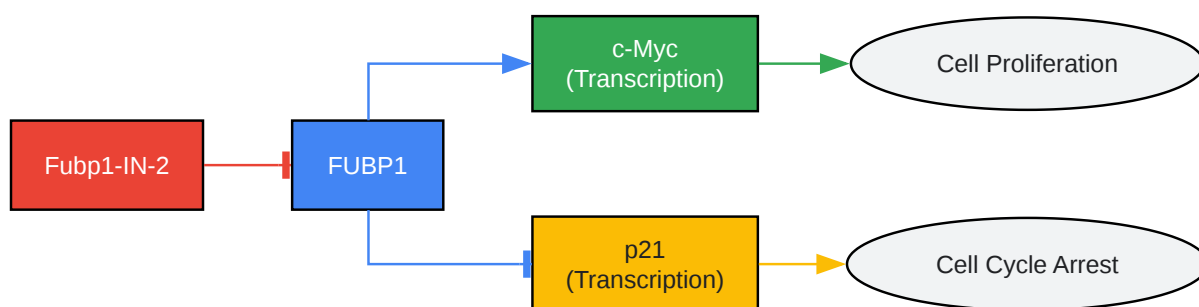 c-Myc
(Transcription)
Cell Proliferation
Fubp1-IN-2
FUBP1
p21
(Transcription)
Cell Cycle Arrest